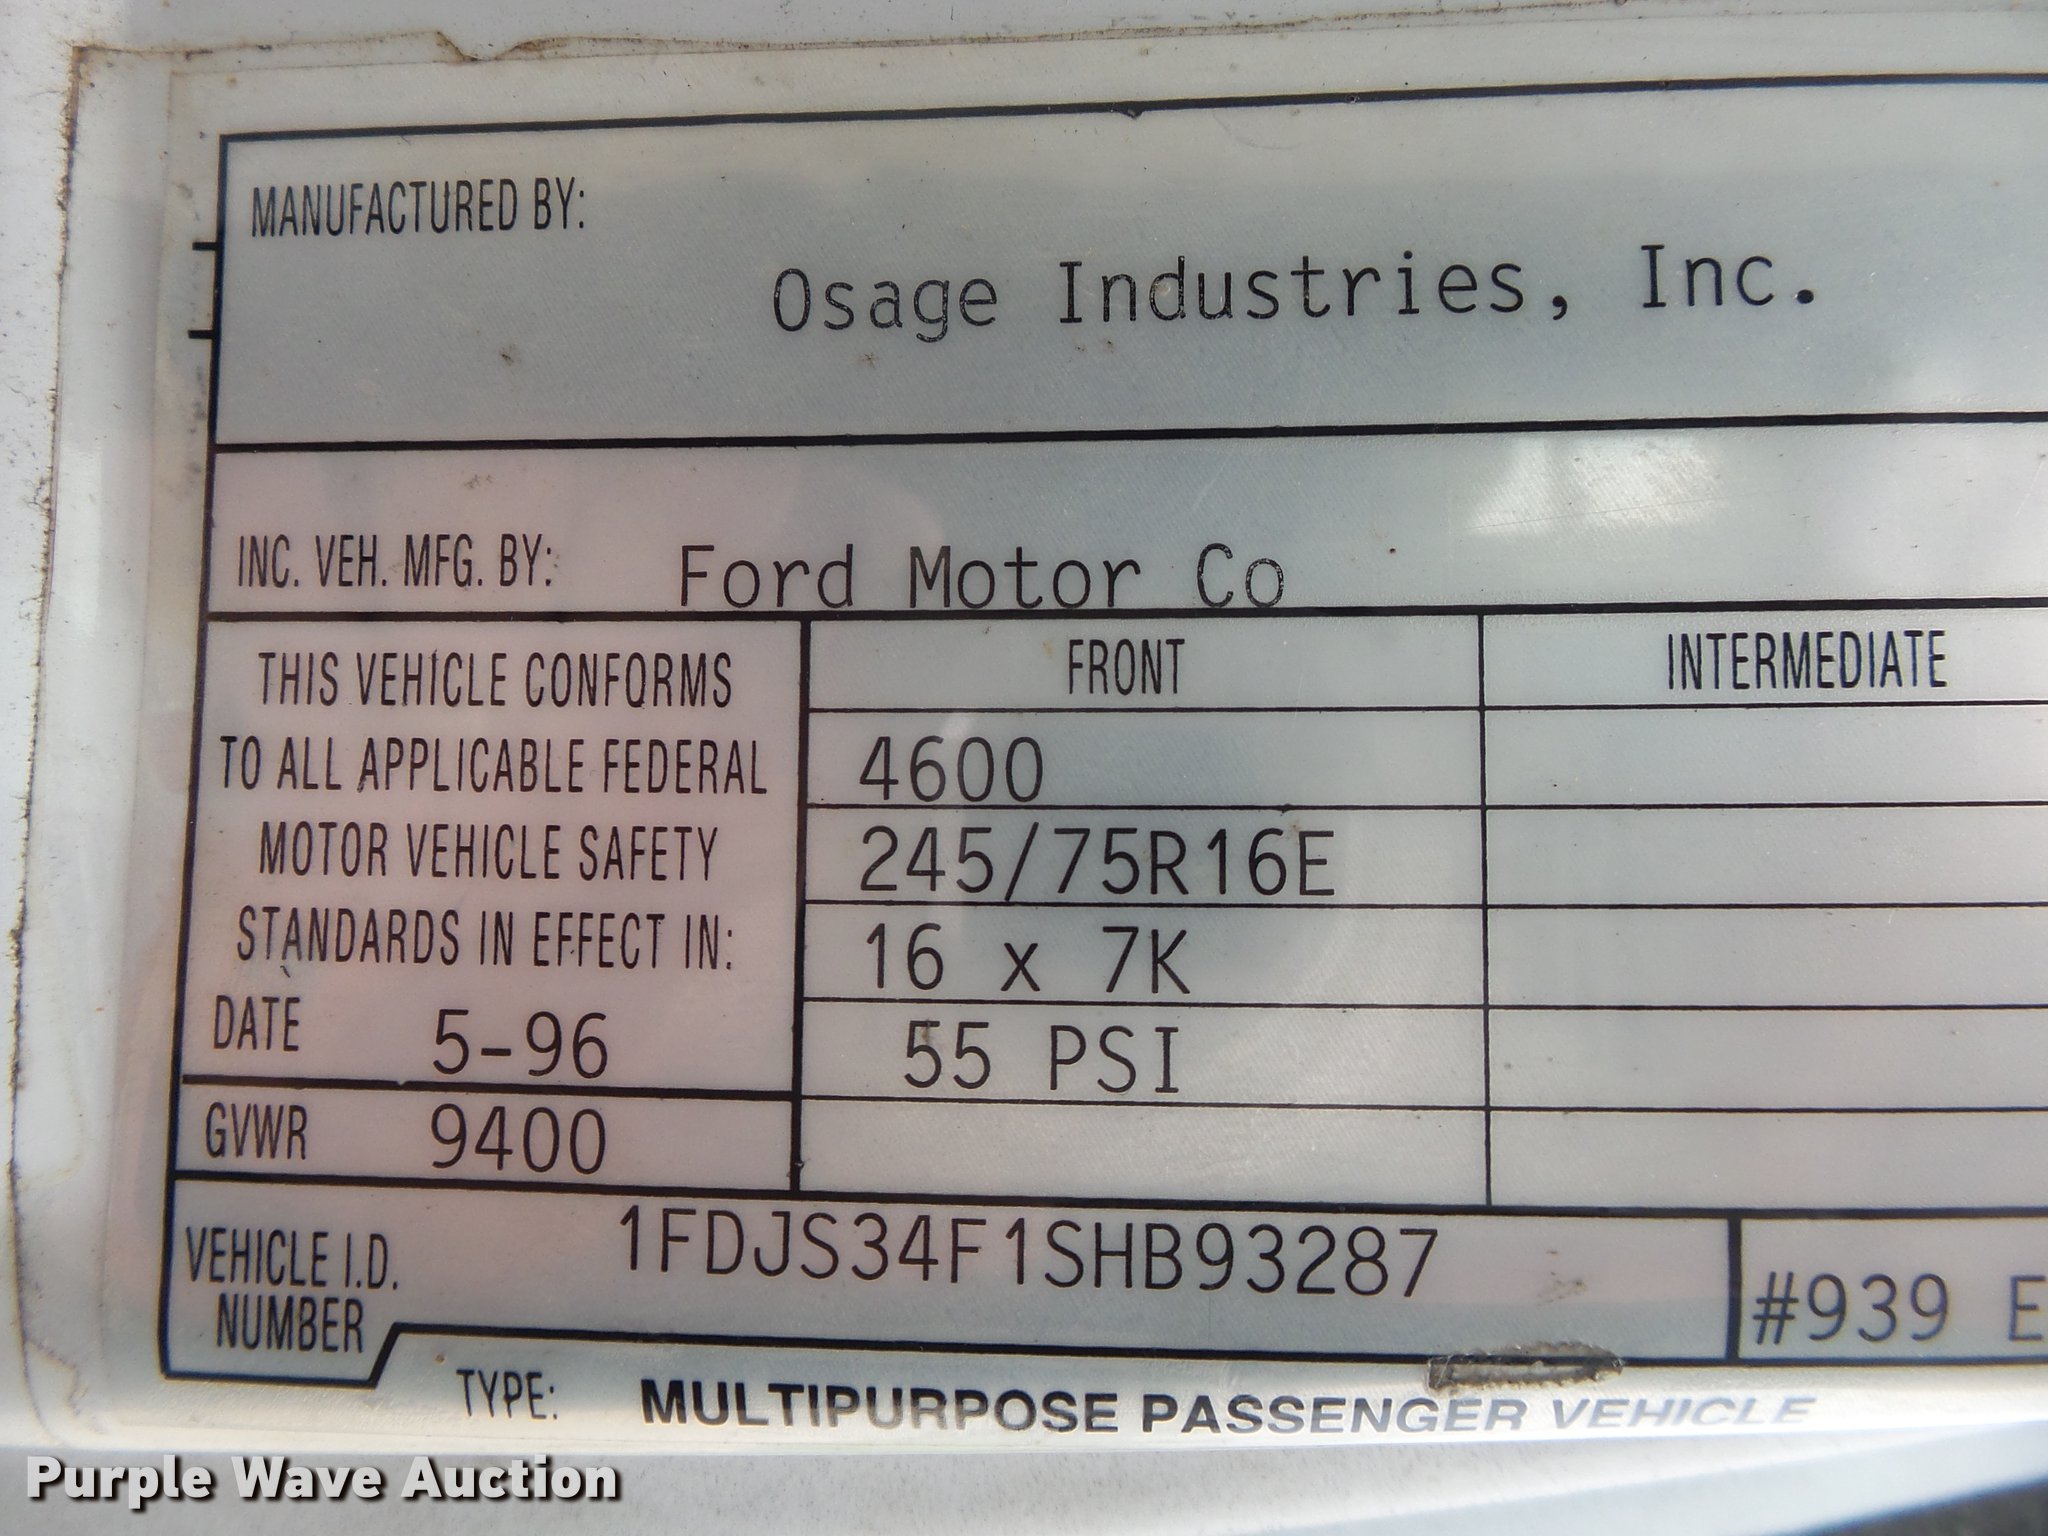 MANUFACTURED BY:
Osage Industries, Inc.
INC. VEH. MFG. BY: Ford Motor Co
THIS VEHICLE CONFORMS
TO ALL APPLICABLE FEDERAL
MOTOR VEHICLE SAFETY
STANDARDS IN EFFECT IN:
DATE 5-96
GVWR 9400
FRONT INTERMEDIATE
4600
245/75R16E
16 x 7K
55 PSI
VEHICLE I.D.
NUMBER
1FDJS34F1SHB93287
#939 E
TYPE: MULTIPURPOSE PASSENGER VEHICLE
Purple Wave Auction